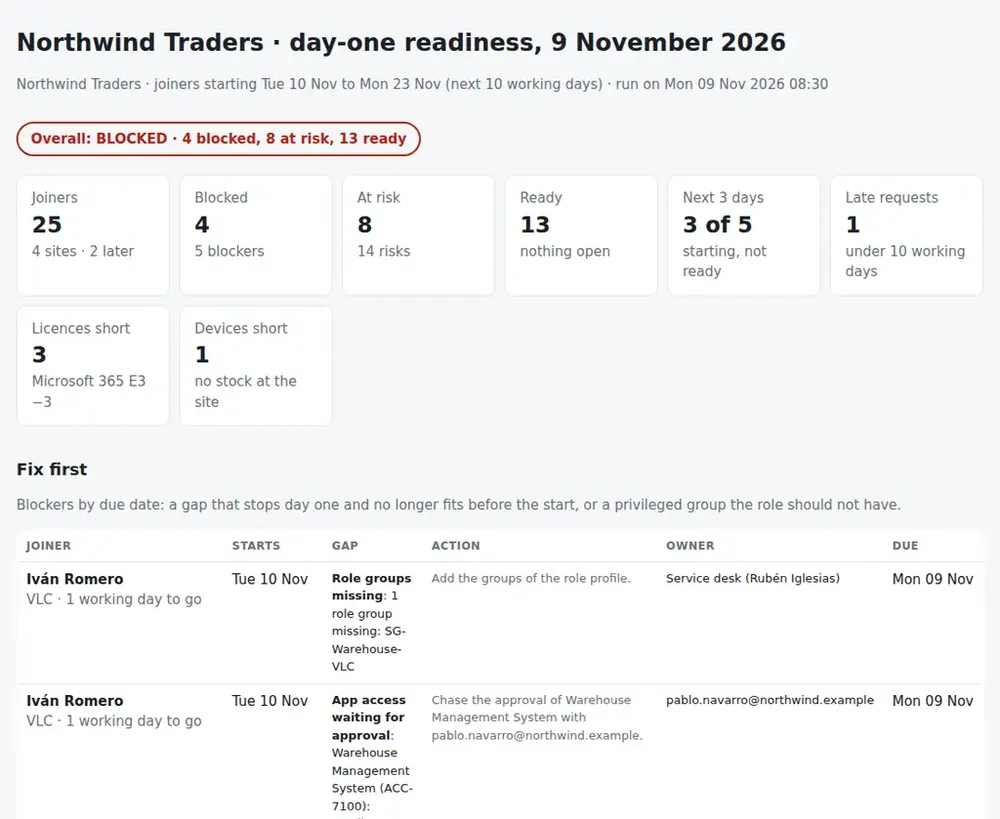 Northwind Traders · day-one readiness, 9 November 2026
Northwind Traders · joiners starting Tue 10 Nov to Mon 23 Nov (next 10 working days) · run on Mon 09 Nov 2026 08:30
Overall: BLOCKED · 4 blocked, 8 at risk, 13 ready
Joiners
25
4 sites · 2 later
Blocked
4
5 blockers
At risk
8
14 risks
Ready
13
nothing open
Next 3 days
3 of 5
starting, not
ready
Late requests
1
under 10 working
days
Licences short
3
Microsoft 365 E3
−3
Devices short
1
no stock at the
site
Fix first
Blockers by due date: a gap that stops day one and no longer fits before the start, or a privileged group the role should not have.
JOINER STARTS GAP ACTION OWNER DUE
Iván Romero
VLC · 1 working day to go
Tue 10 Nov
Role groups
missing: 1
role group
missing: SG-
Warehouse-
VLC
Add the groups of the role profile.
Service desk (Rubén Iglesias)
Mon 09 Nov
Iván Romero
VLC · 1 working day to go
Tue 10 Nov
App access
waiting for
approval:
Warehouse
Management
System (ACC-
7100):
Chase the approval of Warehouse
Management System with
pablo.navarro@northwind.example.
pablo.navarro@northwind.example
Mon 09 Nov